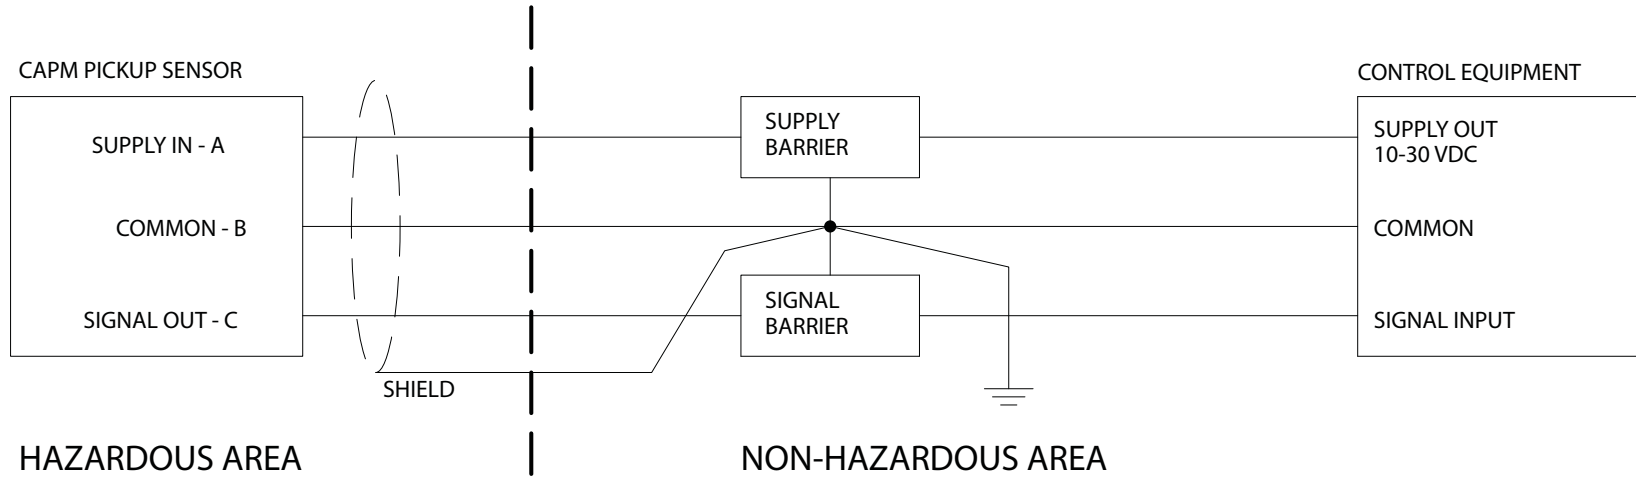 CAPM PICKUP SENSOR
CONTROL EQUIPMENT
SUPPLY IN - A
SUPPLY
BARRIER
SUPPLY OUT
10-30 VDC
COMMON - B
COMMON
SIGNAL OUT - C
SIGNAL
BARRIER
SIGNAL INPUT
SHIELD
HAZARDOUS AREA
NON-HAZARDOUS AREA